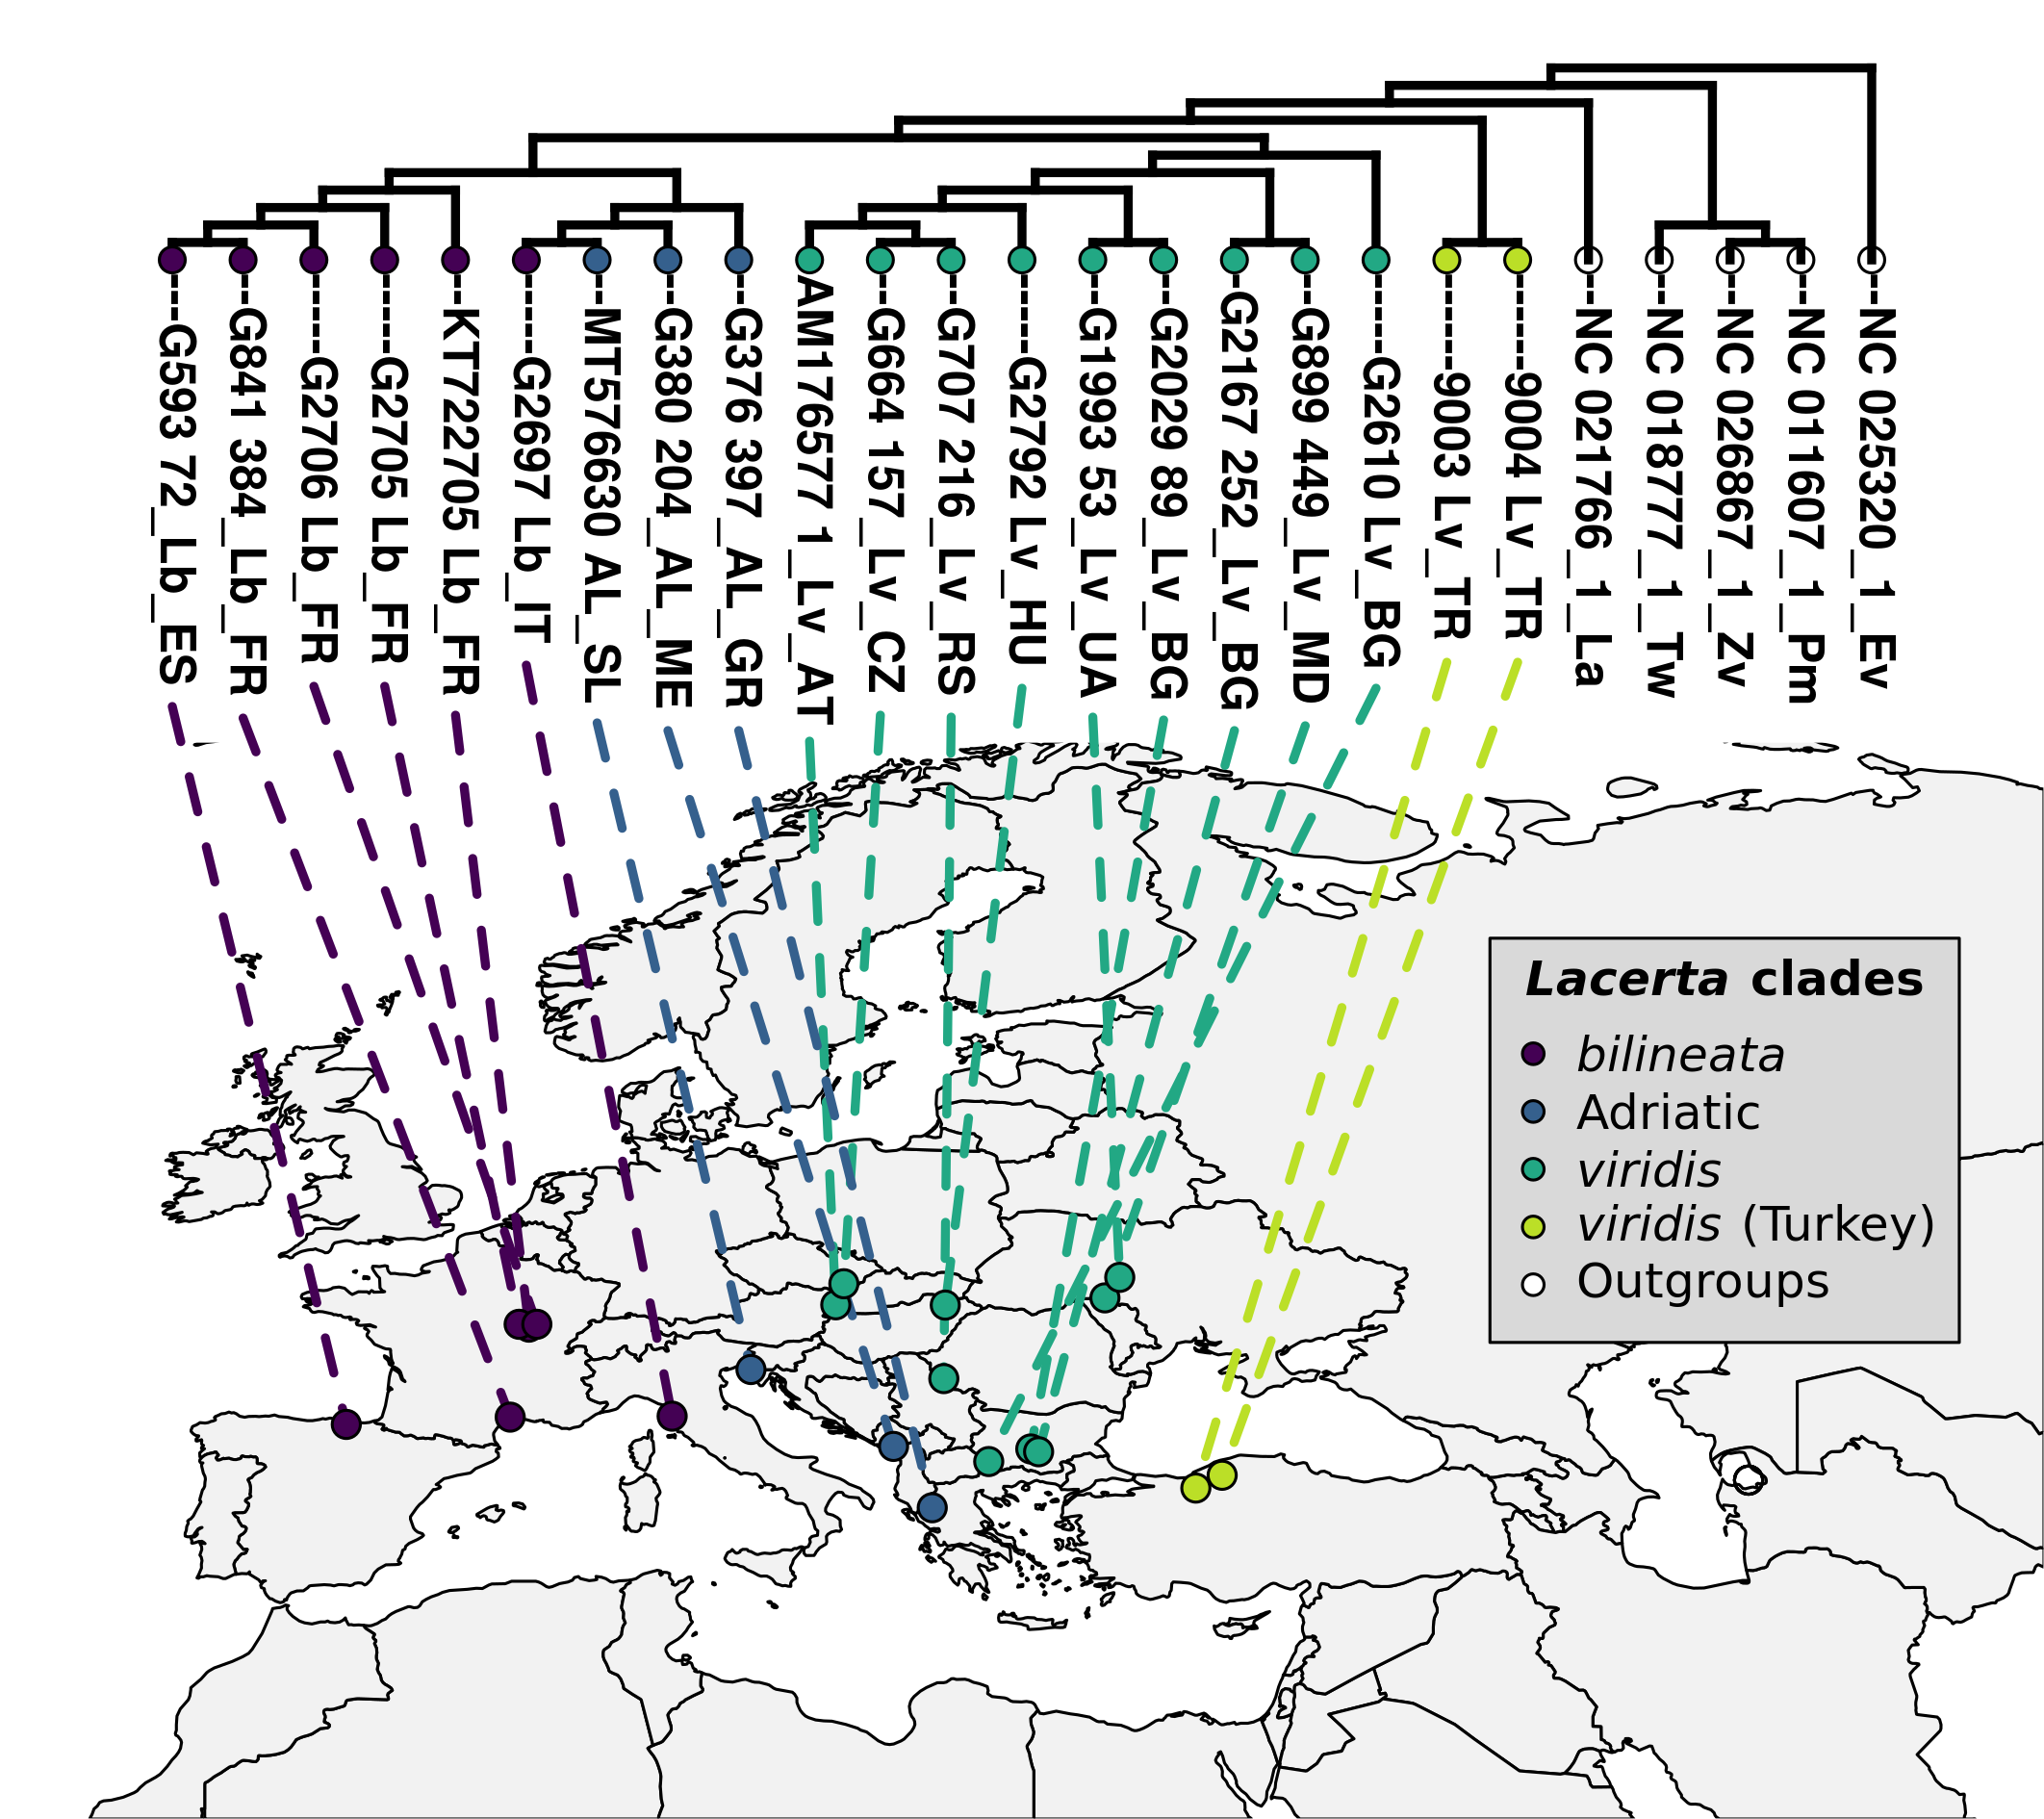 G593 72_Lb_ES
G841 384_Lb_FR
G2706 Lb_FR
G2705 Lb_FR
KT722705 Lb_FR
G2697 Lb_IT
MT576630 AL_SL
G380 204_AL_ME
G376 397_AL_GR
AM176577 1_Lv_AT
G664 157_Lv_CZ
G707 216_Lv_RS
G2792 Lv_HU
G1993 53_Lv_UA
G2029 89_Lv_BG
G2167 252_Lv_BG
G899 449_Lv_MD
G2610 Lv_BG
9003 Lv_TR
9004 Lv_TR
NC 021766_1_La
NC 018777_1_Tw
NC 026867_1_Zv
NC 011607_1_Pm
NC 025320_1_Ev
Lacerta clades
bilineata
Adriatic
viridis
viridis (Turkey)
Outgroups